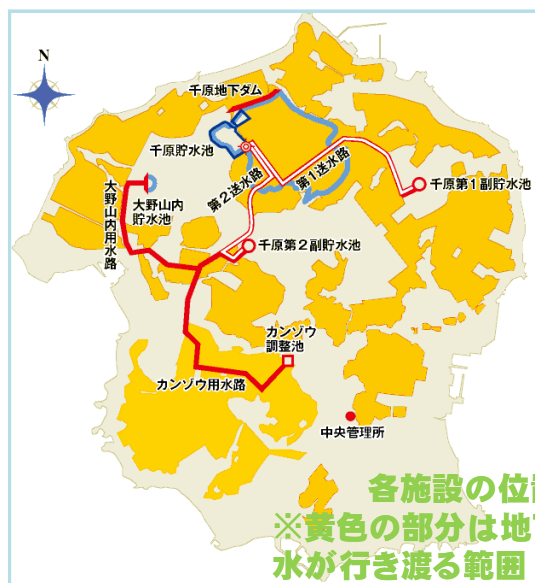 N
千原地下ダム
千原貯水池
第2送水路
第1送水路
千原第1副貯水池
大野山内
貯水池
大野山内用水路
千原第2副貯水池
カンゾウ
調整池
カンゾウ用水路
中央管理所
各施設の位
※黄色の部分は地
水が行き渡る範囲